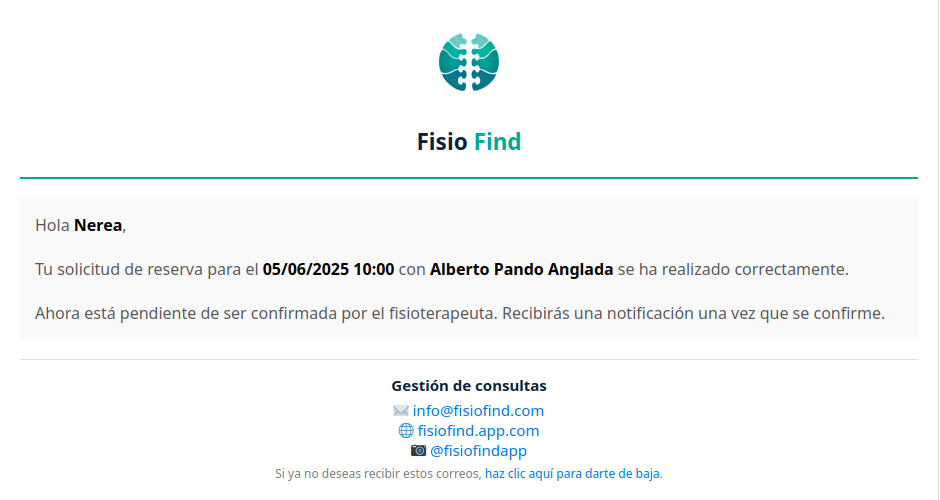 Fisio Find
Hola Nerea,
Tu solicitud de reserva para el 05/06/2025 10:00 con Alberto Pando Anglada se ha realizado correctamente.
Ahora está pendiente de ser confirmada por el fisioterapeuta. Recibirás una notificación una vez que se confirme.
Gestión de consultas
info@fisiofind.com
fisiofind.app.com
@fisiofindapp
Si ya no deseas recibir estos correos, haz clic aquí para darte de baja.